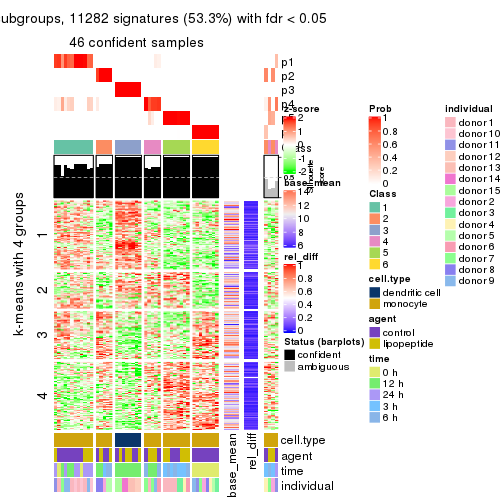 ubgroups, 11282 signatures (53.3%) with fdr < 0.05
46 confident samples
p1
p2
p3
p4
z-score
2
1
0
-1
-2
base_mean
14
12
10
8
6
rel_diff
1
0.8
0.6
0.4
0.2
0
Status (barplots)
confident
ambiguous
Prob
1
0.8
0.6
0.4
0.2
0
Class
1
2
3
4
5
6
cell.type
dendritic cell
monocyte
agent
control
lipopeptide
time
0 h
12 h
24 h
3 h
6 h
individual
donor 1
donor 10
donor 11
donor 12
donor 13
donor 14
donor 15
donor 2
donor 3
donor 4
donor 5
donor 6
donor 7
donor 8
donor 9
k-means with 4 groups
1
2
3
4
cell.type
agent
time
individual
base_mean
rel_diff